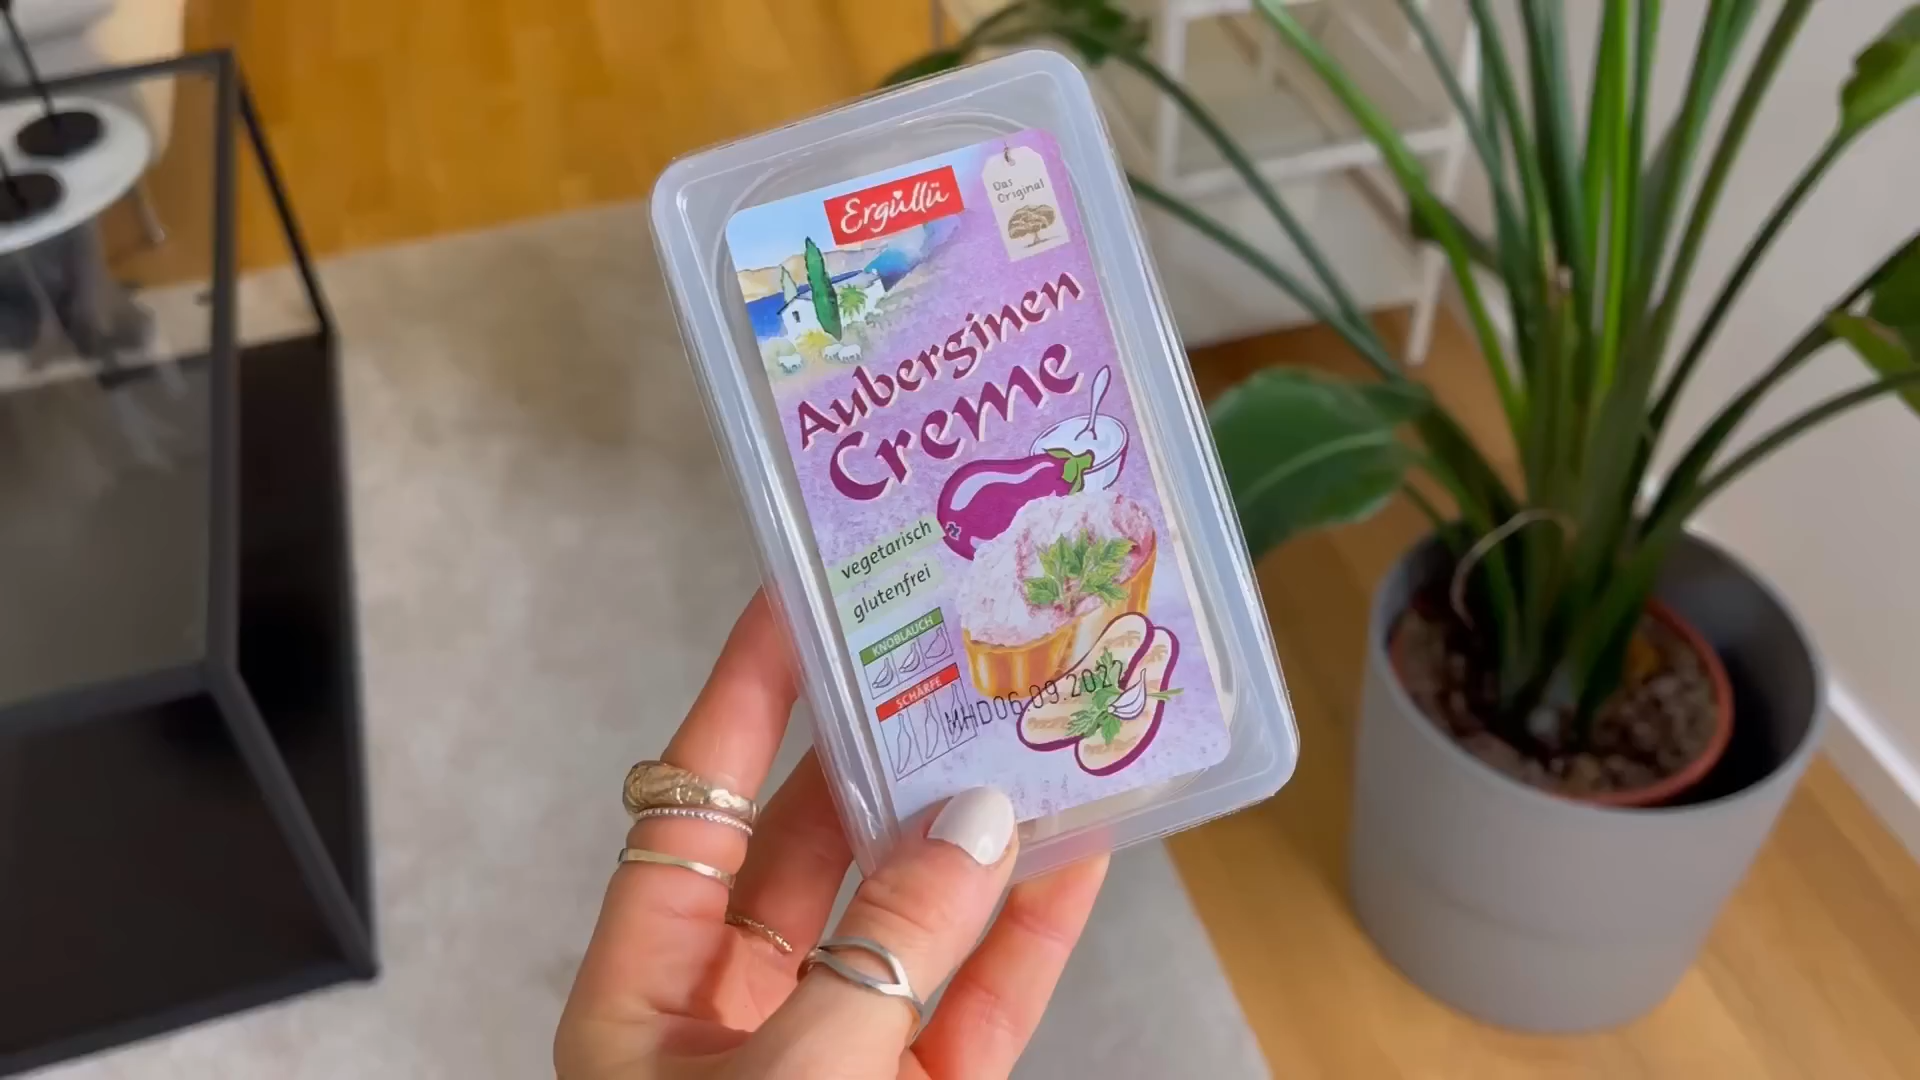 Ergüllü
Das
Original
Auberginen
Creme
vegetarisch
glutenfrei
KNOBLAUCH
SCHÄRFE
MHD06.09.2022